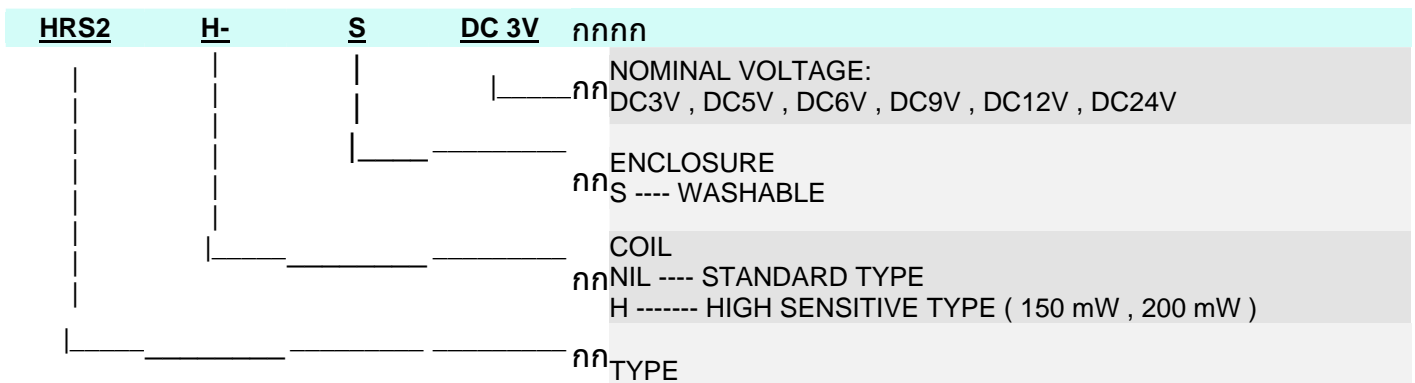 HRS2 H- S DC 3V กกกก
กก NOMINAL VOLTAGE:
DC3V , DC5V , DC6V , DC9V , DC12V , DC24V
กก ENCLOSURE
S ---- WASHABLE
COIL
กก NIL ---- STANDARD TYPE
H ------- HIGH SENSITIVE TYPE ( 150 mW , 200 mW )
กก TYPE